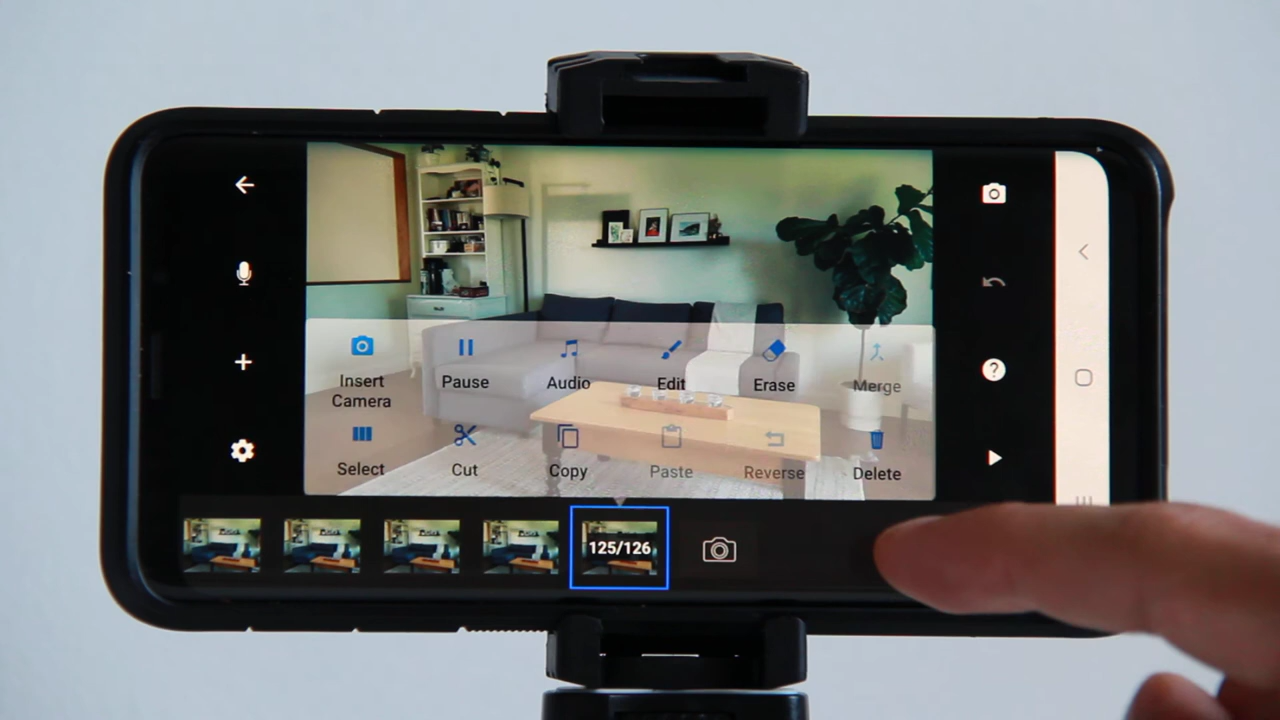 Insert
Camera
Pause
Audio
Edit
Erase
Merge
Select
Cut
Copy
Paste
Reverse
Delete
125/126